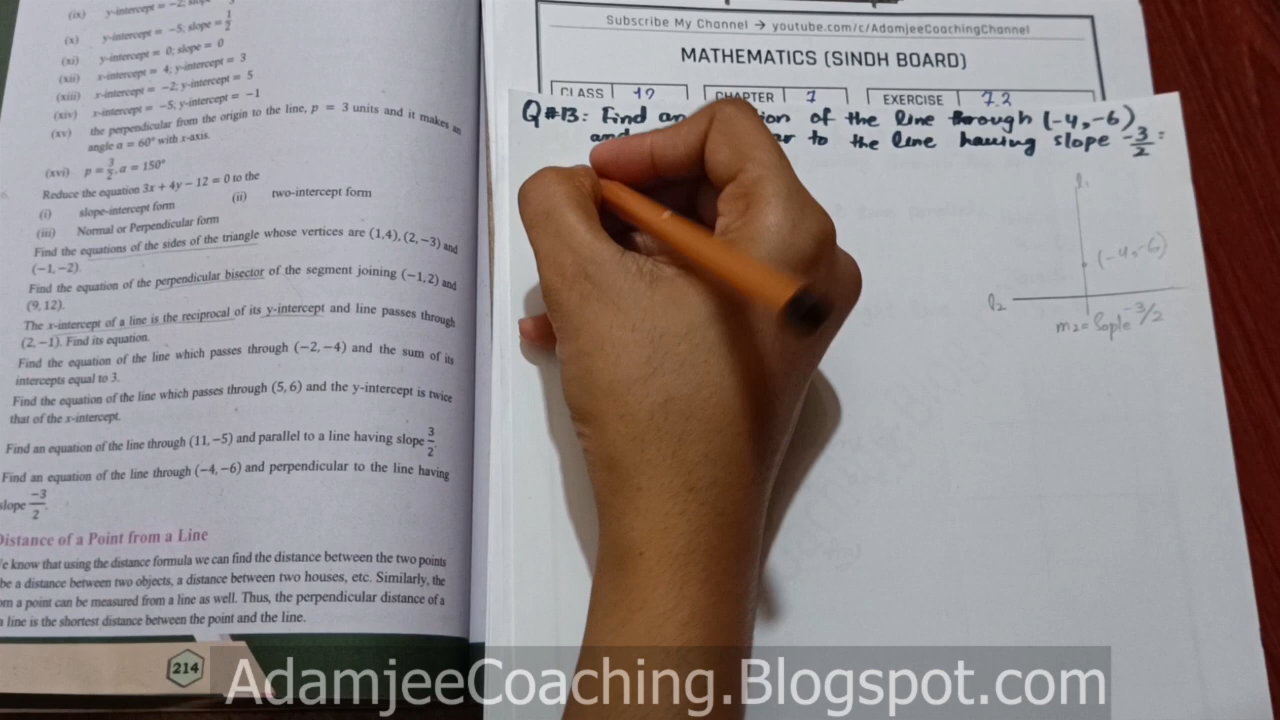 (ix) y-intercept = −2;
(x) y-intercept = −5; slope = 1/2
(xi) y-intercept = 0; slope = 0
(xii) x-intercept = 4; y-intercept = 3
(xiii) x-intercept = −2; y-intercept = 5
(xiv) x-intercept = −5; y-intercept = −1
(xv) the perpendicular from the origin to the line, p = 3 units and it makes an
angle α = 60° with x-axis.
(xvi) p = 3/2, α = 150°
6. Reduce the equation 3x + 4y − 12 = 0 to the
(i) slope-intercept form (ii) two-intercept form
(iii) Normal or Perpendicular form
Find the equations of the sides of the triangle whose vertices are (1,4), (2,−3) and
(−1,−2).
Find the equation of the perpendicular bisector of the segment joining (−1,2) and
(9,12).
The x-intercept of a line is the reciprocal of its y-intercept and line passes through
(2,−1). Find its equation.
Find the equation of the line which passes through (−2,−4) and the sum of its
intercepts equal to 3.
Find the equation of the line which passes through (5,6) and the y-intercept is twice
that of the x-intercept.
Find an equation of the line through (11,−5) and parallel to a line having slope 3/2.
Find an equation of the line through (−4,−6) and perpendicular to the line having
slope −3/2.
Distance of a Point from a Line
We know that using the distance formula we can find the distance between the two points
be a distance between two objects, a distance between two houses, etc. Similarly, the
from a point can be measured from a line as well. Thus, the perpendicular distance of a
a line is the shortest distance between the point and the line.
214
Subscribe My Channel → youtube.com/c/AdamjeeCoachingChannel
MATHEMATICS (SINDH BOARD)
CLASS 12 CHAPTER 7 EXERCISE 7.2
Q#13: Find an of the line through (-4,-6)
and to the line having slope -3/2 :
l1
(-4,-6)
l2
m2 = Sople -3/2
AdamjeeCoaching.Blogspot.com